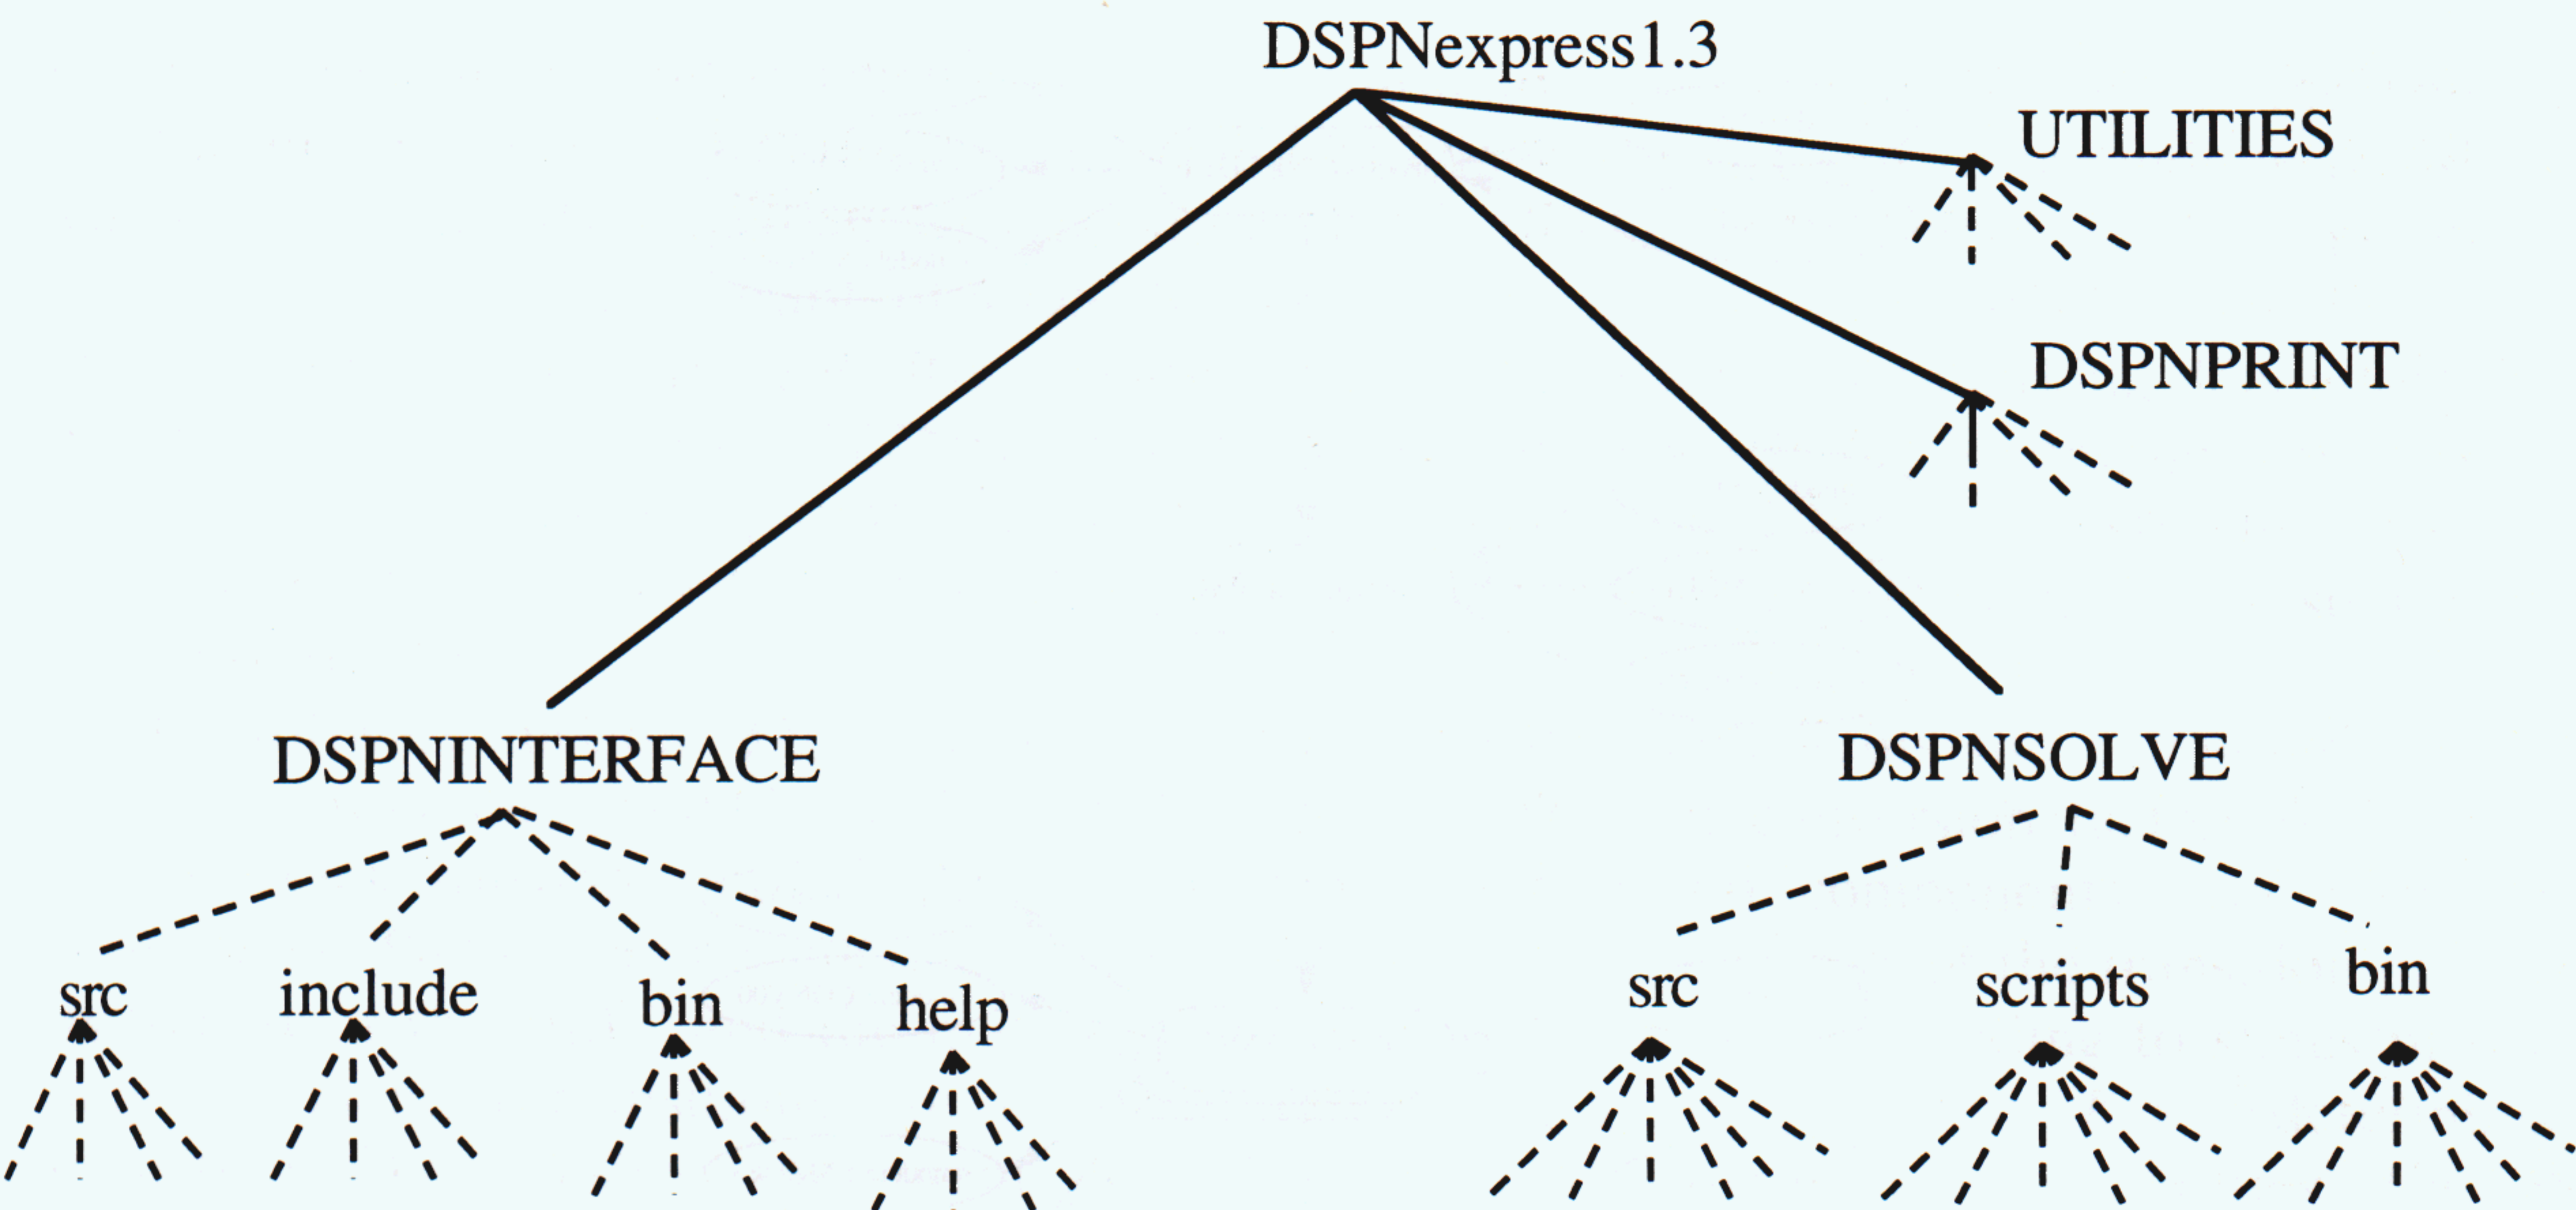 DSPNexpress1.3
UTILITIES
DSPNPRINT
DSPNINTERFACE
DSPNSOLVE
src
include
bin
help
src
scripts
bin